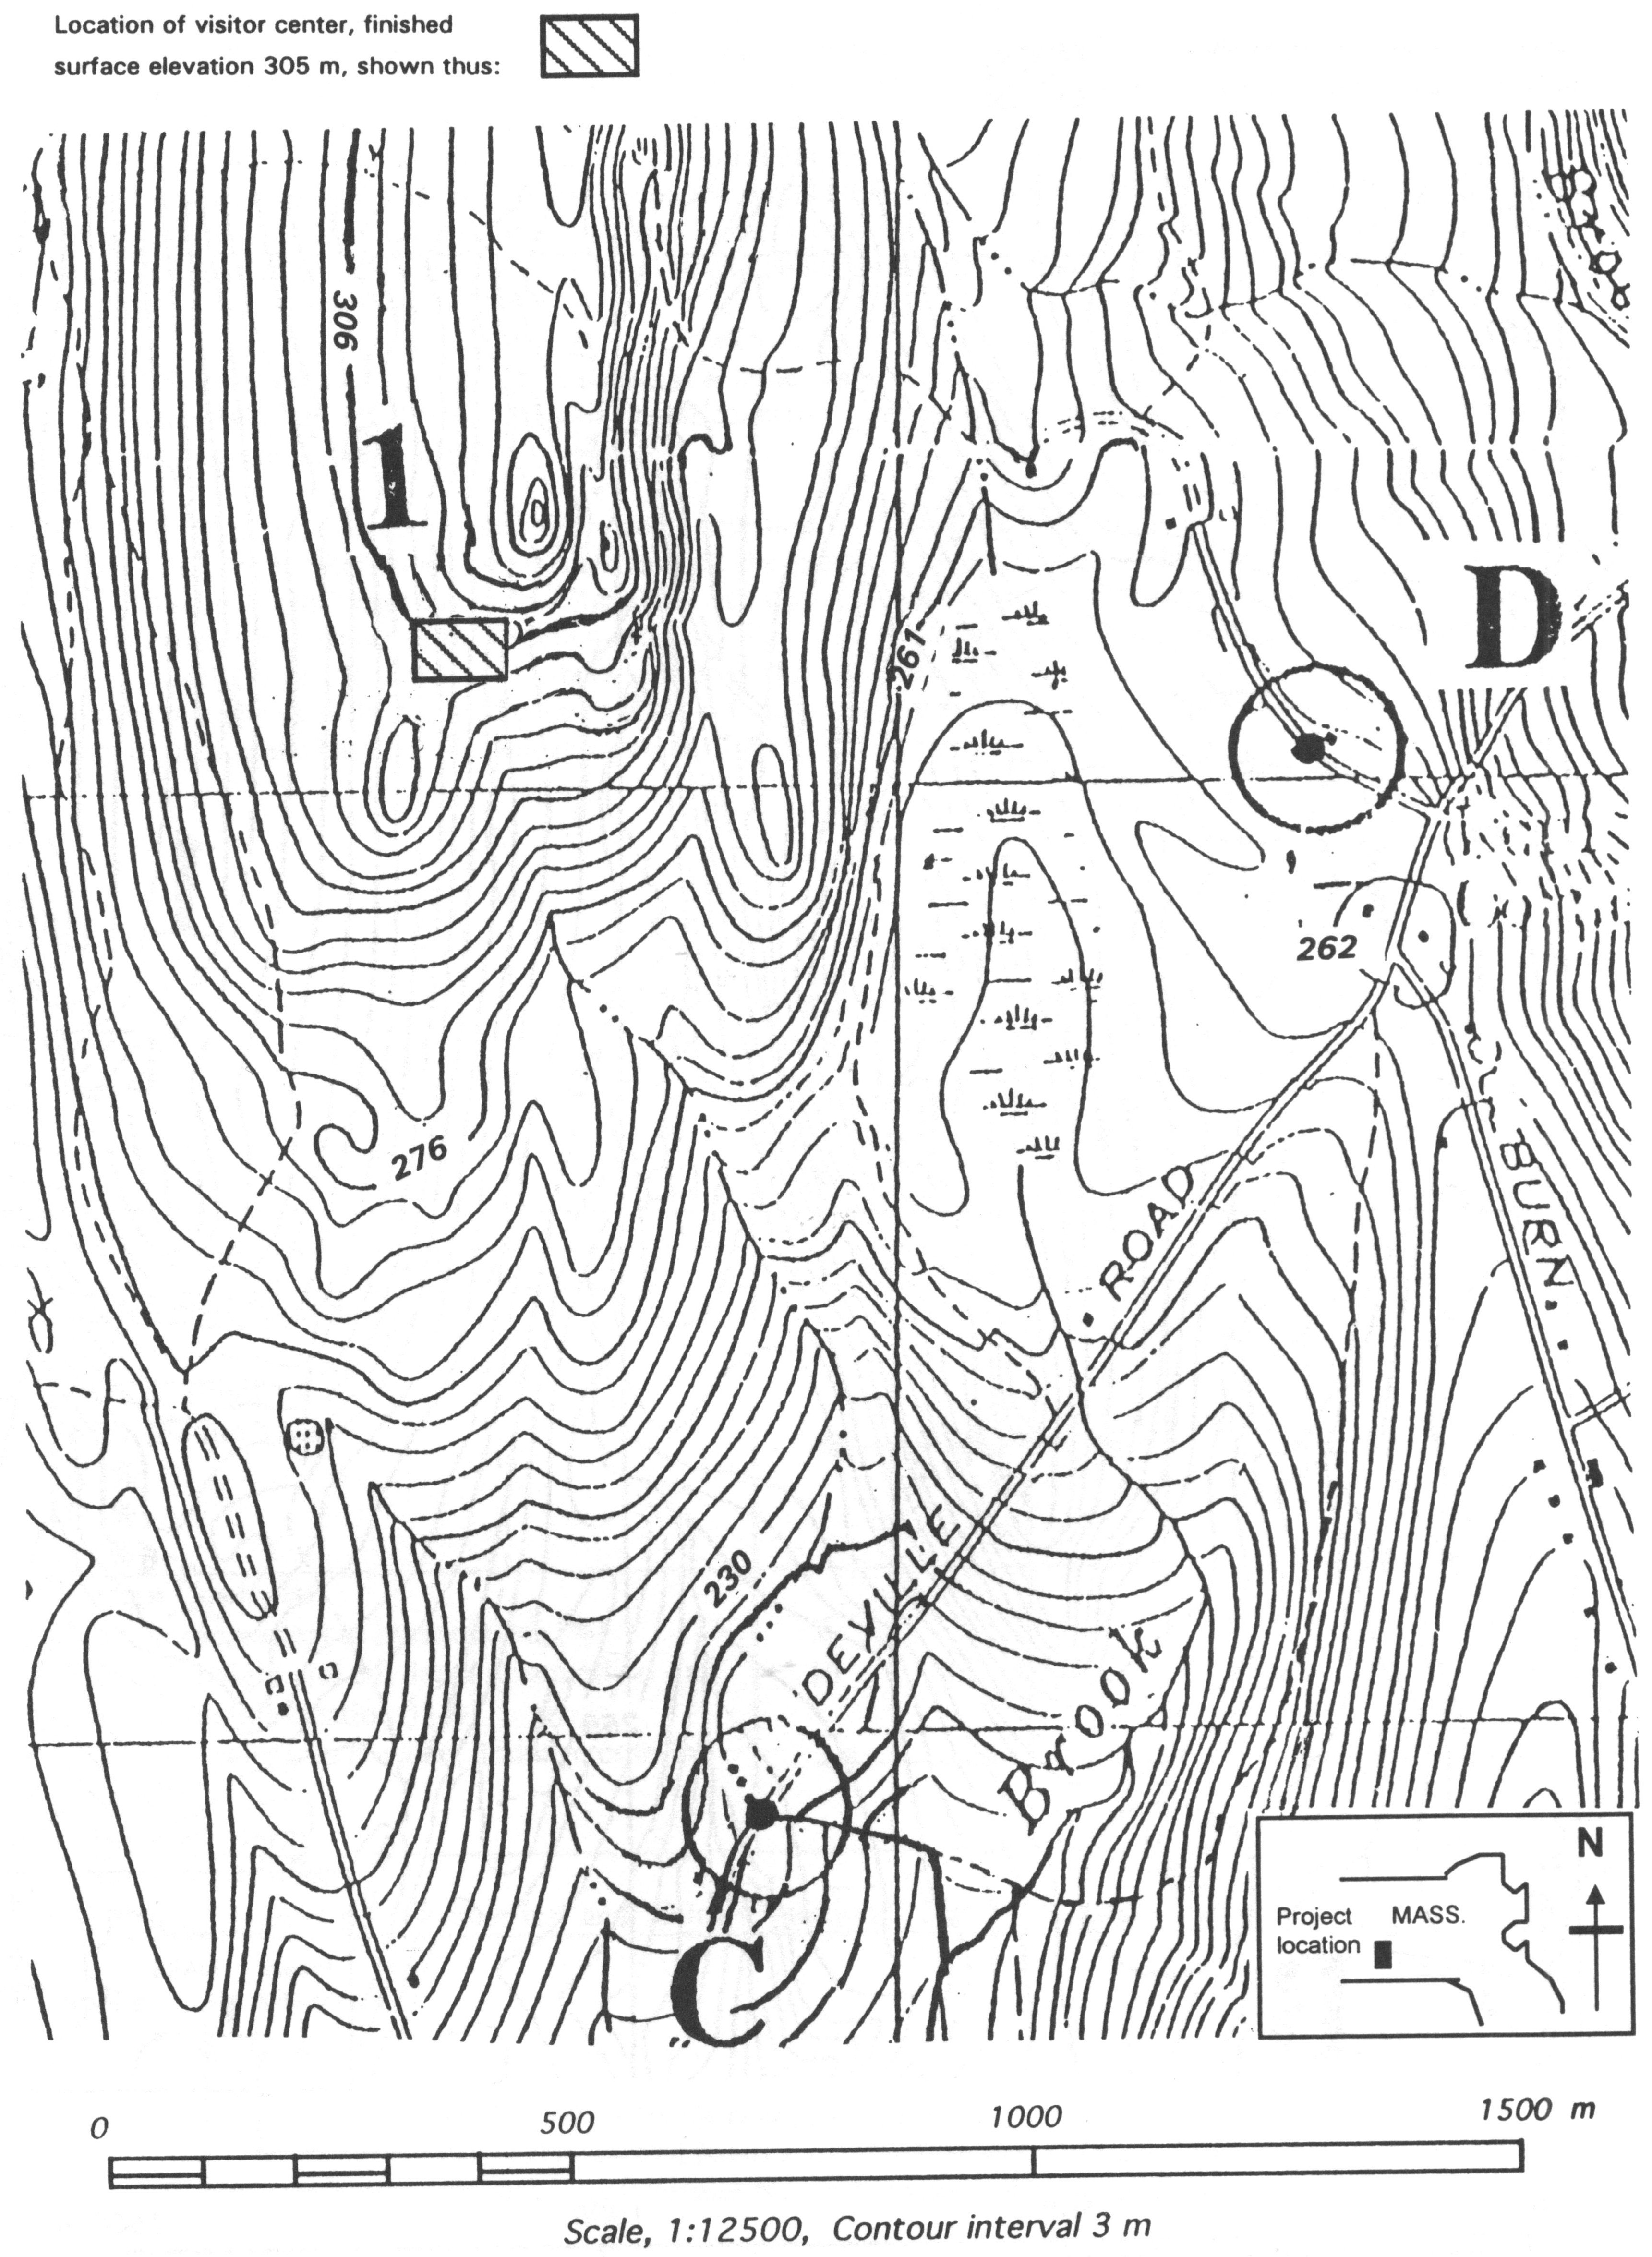 Location of visitor center, finished
surface elevation 305 m, shown thus:
306
1
261
D
262
276
BURN.
ROAD
230
DEVILLE
Brook
C
N
Project MASS.
location
0 500 1000 1500 m
Scale, 1:12500, Contour interval 3 m